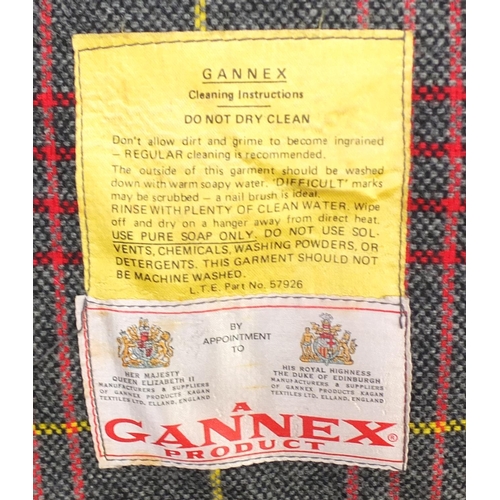 GANNEX
Cleaning Instructions
DO NOT DRY CLEAN
Don't allow dirt and grime to become ingrained
– REGULAR cleaning is recommended.
The outside of this garment should be washed
down with warm soapy water. 'DIFFICULT' marks
may be scrubbed – a nail brush is ideal.
RINSE WITH PLENTY OF CLEAN WATER. Wipe
off and dry on a hanger away from direct heat.
USE PURE SOAP ONLY. DO NOT USE SOL-
VENTS, CHEMICALS, WASHING POWDERS, OR
DETERGENTS. THIS GARMENT SHOULD NOT
BE MACHINE WASHED.
L.T.E. Part No. 57926
BY
APPOINTMENT
TO
HER MAJESTY
QUEEN ELIZABETH II
MANUFACTURERS & SUPPLIERS
OF GANNEX PRODUCTS KAGAN
TEXTILES LTD. ELLAND, ENGLAND
HIS ROYAL HIGHNESS
THE DUKE OF EDINBURGH
MANUFACTURERS & SUPPLIERS
OF GANNEX PRODUCTS KAGAN
TEXTILES LTD. ELLAND, ENGLAND
A
GANNEX®
PRODUCT